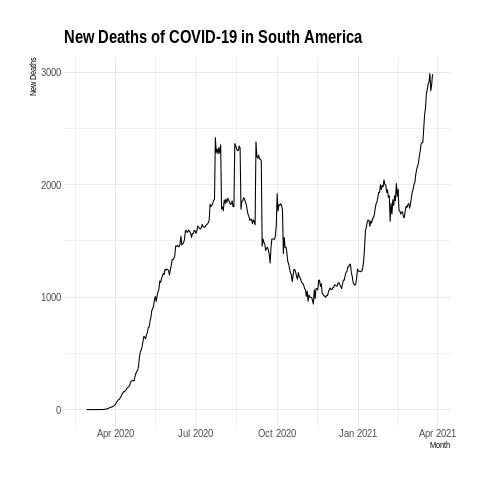 New Deaths of COVID-19 in South America
New Deaths
3000
2000
1000
0
Apr 2020 Jul 2020 Oct 2020 Jan 2021 Apr 2021
Month